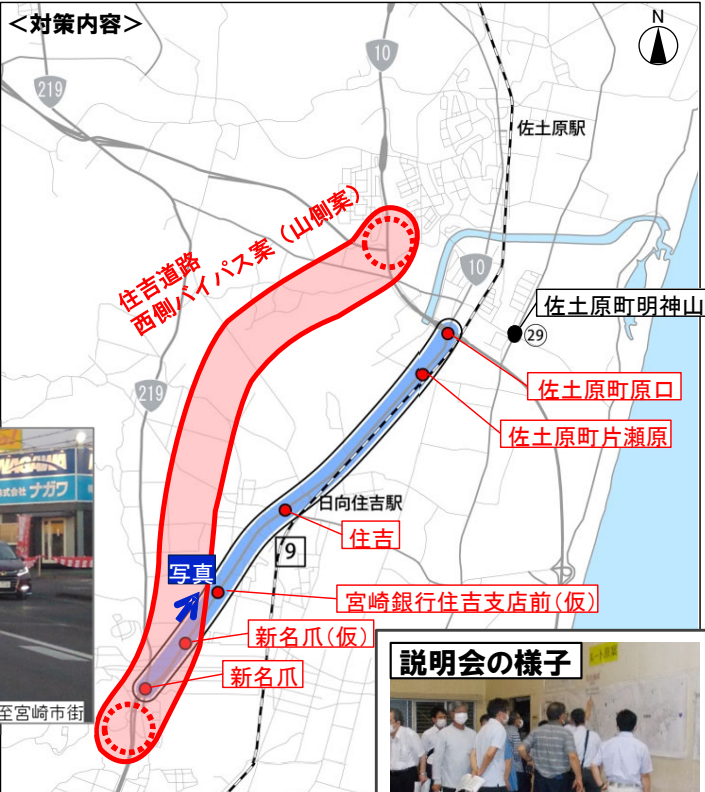 <対策内容>
N
10
219
佐土原駅
住吉道路
西側バイパス案（山側案）
10
佐土原町明神山
29
佐土原町原口
219
佐土原町片瀬原
日向住吉駅
住吉
9
株式会社 ナガワ
写真
宮崎銀行住吉支店前(仮)
新名爪(仮)
新名爪
至宮崎市街
説明会の様子